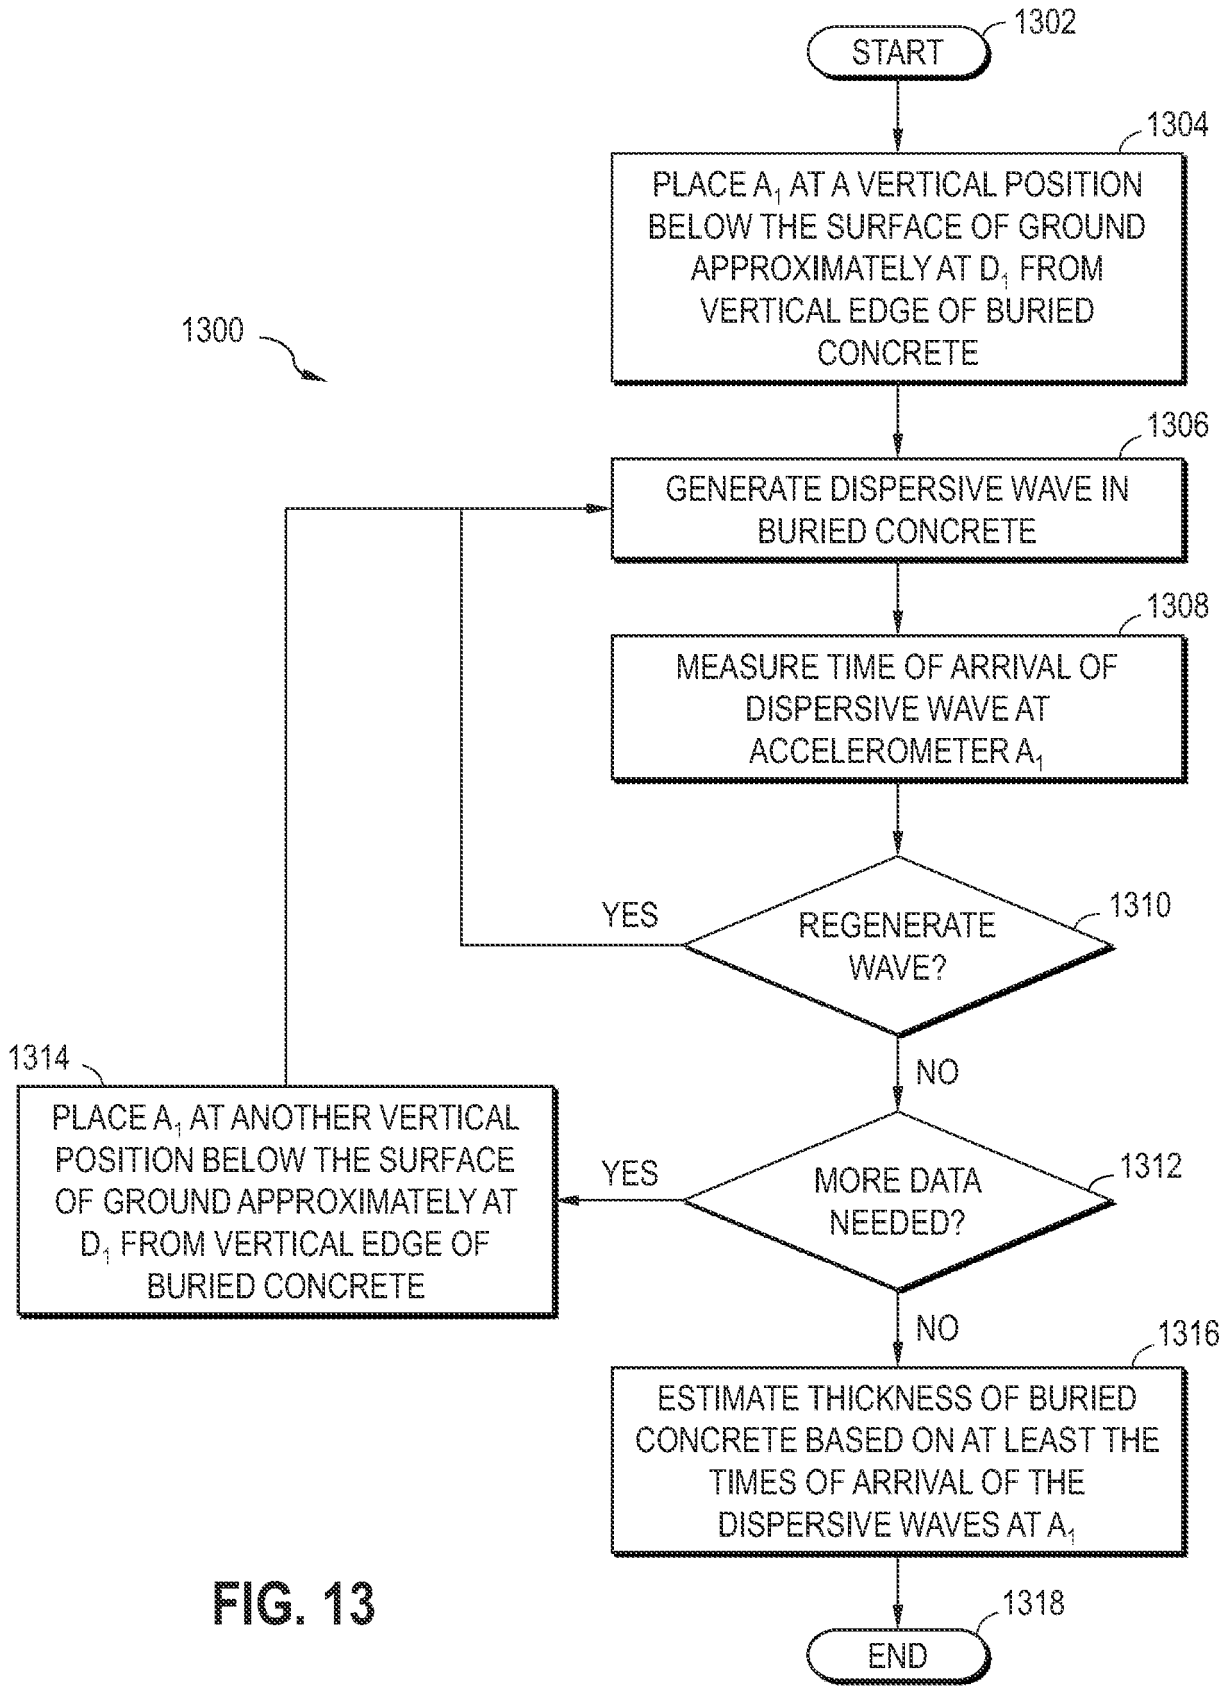 1302
START
1304
PLACE A₁ AT A VERTICAL POSITION
BELOW THE SURFACE OF GROUND
APPROXIMATELY AT D₁ FROM
VERTICAL EDGE OF BURIED
CONCRETE
1300
1306
GENERATE DISPERSIVE WAVE IN
BURIED CONCRETE
1308
MEASURE TIME OF ARRIVAL OF
DISPERSIVE WAVE AT
ACCELEROMETER A₁
YES
1310
REGENERATE
WAVE?
NO
1314
PLACE A₁ AT ANOTHER VERTICAL
POSITION BELOW THE SURFACE
OF GROUND APPROXIMATELY AT
D₁ FROM VERTICAL EDGE OF
BURIED CONCRETE
YES
1312
MORE DATA
NEEDED?
NO
1316
ESTIMATE THICKNESS OF BURIED
CONCRETE BASED ON AT LEAST THE
TIMES OF ARRIVAL OF THE
DISPERSIVE WAVES AT A₁
1318
END
FIG. 13